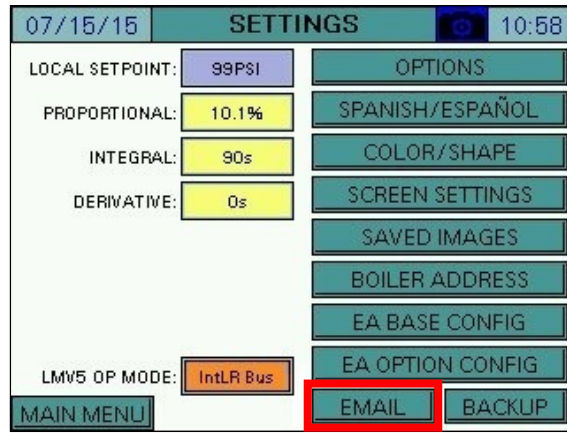 07/15/15 SETTINGS 10:58
LOCAL SETPOINT: 99PSI OPTIONS
PROPORTIONAL: 10.1% SPANISH/ESPAÑOL
INTEGRAL: 90s COLOR/SHAPE
DERIVATIVE: 0s SCREEN SETTINGS
SAVED IMAGES
BOILER ADDRESS
EA BASE CONFIG
LMV5 OP MODE: IntLR Bus EA OPTION CONFIG
MAIN MENU EMAIL BACKUP